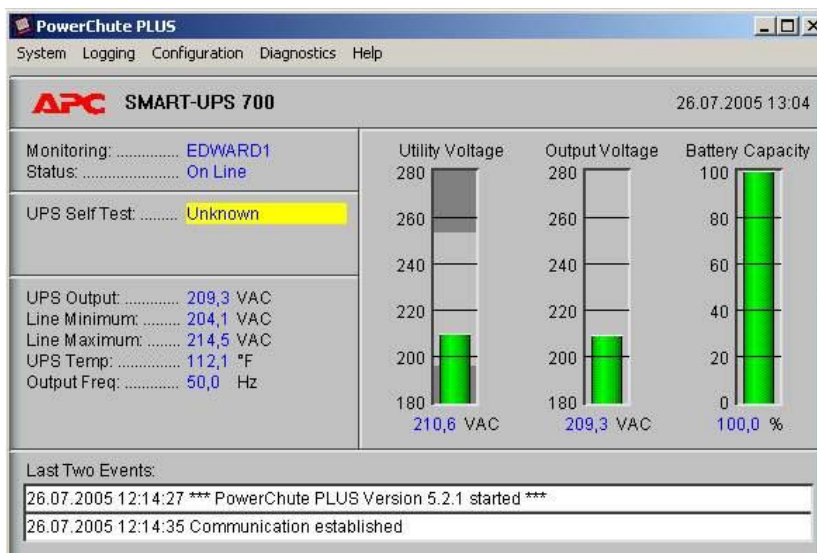 PowerChute PLUS
System Logging Configuration Diagnostics Help
APC SMART-UPS 700 26.07.2005 13:04
Monitoring: .............. EDWARD1
Status: ...................... On Line
UPS Self Test: ......... Unknown
UPS Output: ............ 209,3 VAC
Line Minimum: ........ 204,1 VAC
Line Maximum: ....... 214,5 VAC
UPS Temp: .............. 112,1 °F
Output Freq: ............ 50,0 Hz
Utility Voltage
280
260
240
220
200
180
210,6 VAC
Output Voltage
280
260
240
220
200
180
209,3 VAC
Battery Capacity
100
80
60
40
20
0
100,0 %
Last Two Events:
26.07.2005 12:14:27 *** PowerChute PLUS Version 5.2.1 started ***
26.07.2005 12:14:35 Communication established